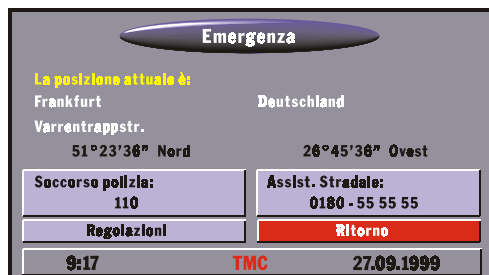 Emergenza
La posizione attuale è:
Frankfurt Deutschland
Varrentrappstr.
51°23'36" Nord 26°45'36" Ovest
Soccorso polizia: Assist. Stradale:
110 0180 - 55 55 55
Regolazioni Ritorno
9:17 TMC 27.09.1999